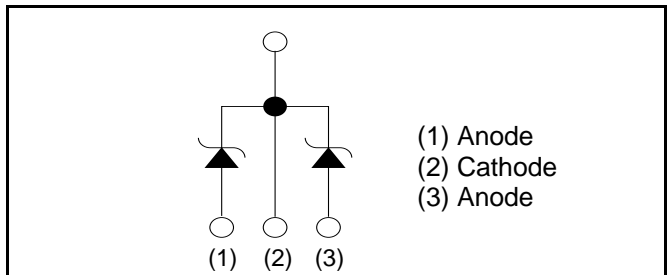 (1) Anode
(2) Cathode
(3) Anode
(1) (2) (3)